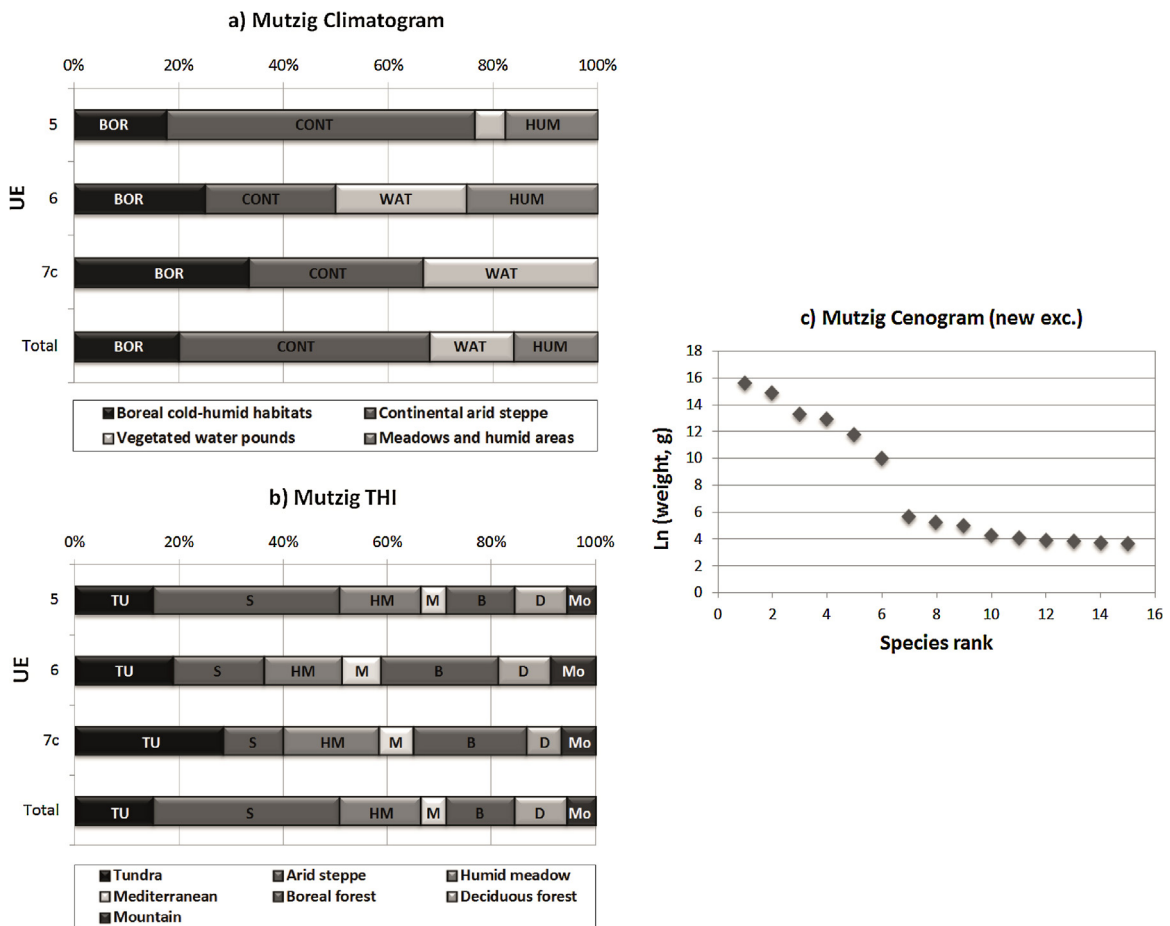 a) Mutzig Climatogram
0% 20% 40% 60% 80% 100%
UE
5 BOR CONT HUM
6 BOR CONT WAT HUM
7c BOR CONT WAT
Total BOR CONT WAT HUM
Boreal cold-humid habitats Continental arid steppe
Vegetated water pounds Meadows and humid areas
b) Mutzig THI
0% 20% 40% 60% 80% 100%
UE
5 TU S HM M B D Mo
6 TU S HM M B D Mo
7c TU S HM M B D Mo
Total TU S HM M B D Mo
Tundra Arid steppe Humid meadow
Mediterranean Boreal forest Deciduous forest
Mountain
c) Mutzig Cenogram (new exc.)
Ln (weight, g)
18
16
14
12
10
8
6
4
2
0
0 2 4 6 8 10 12 14 16
Species rank